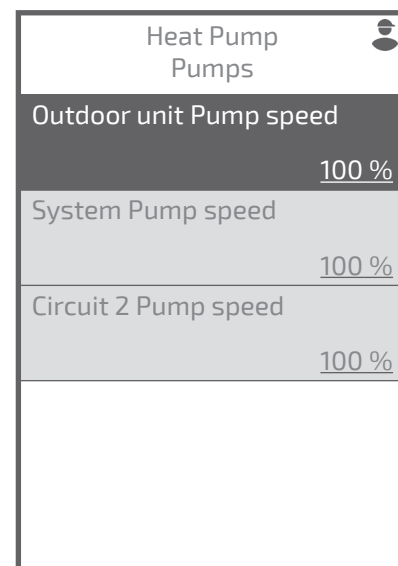 Heat Pump
Pumps
Outdoor unit Pump speed
100 %
System Pump speed
100 %
Circuit 2 Pump speed
100 %